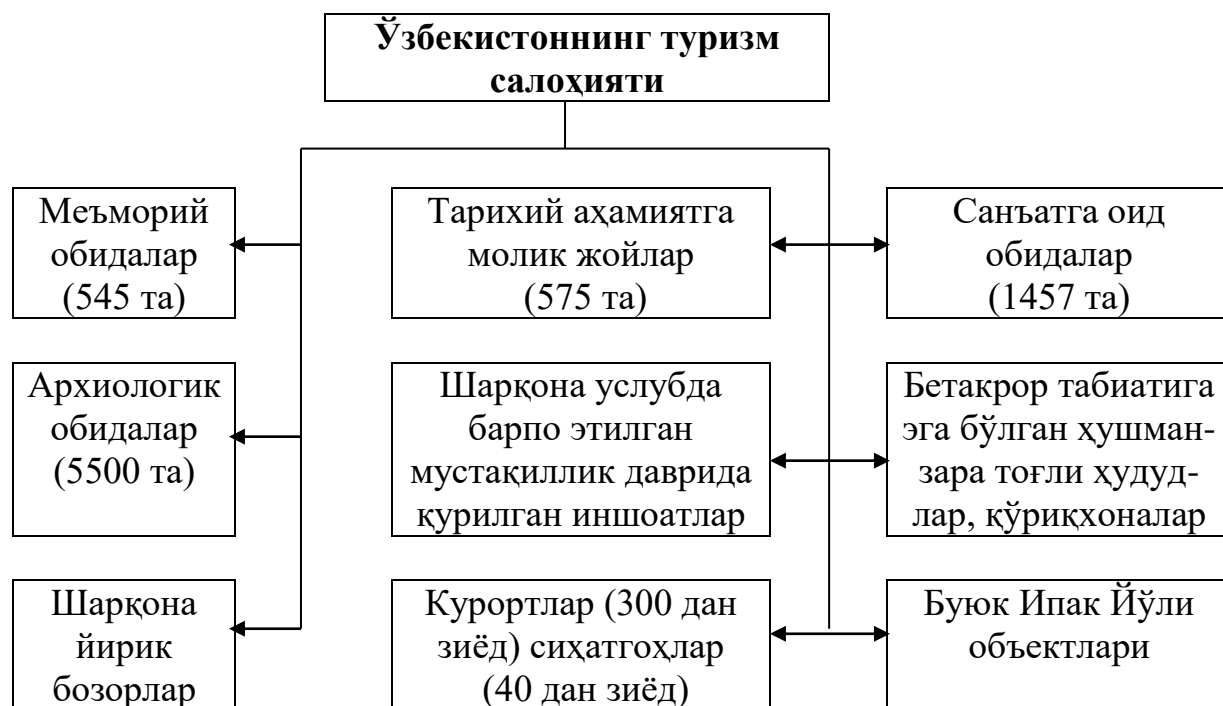 Ўзбекистоннинг туризм
салоҳияти
Меъморий
обидалар
(545 та)
Тарихий аҳамиятга
молик жойлар
(575 та)
Санъатга оид
обидалар
(1457 та)
Архиологик
обидалар
(5500 та)
Шарқона услубда
барпо этилган
мустақиллик даврида
қурилган иншоатлар
Бетакрор табиатига
эга бўлган ҳушман-
зара тоғли ҳудуд-
лар, қўриқхоналар
Шарқона
йирик
бозорлар
Курортлар (300 дан
зиёд) сиҳатгоҳлар
(40 дан зиёд)
Буюк Ипак Йўли
объектлари